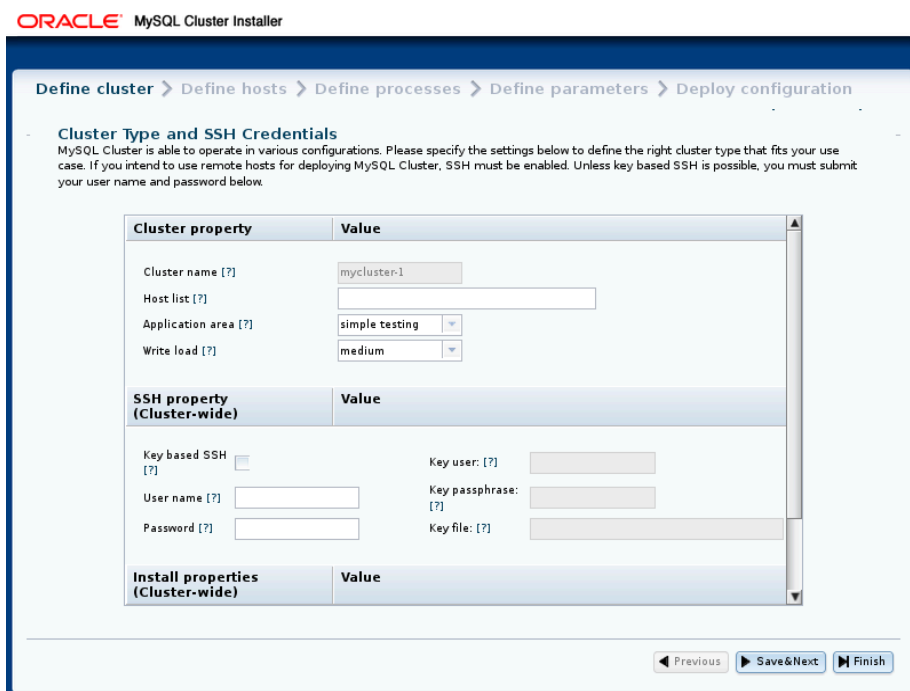 ORACLE® MySQL Cluster Installer
Define cluster > Define hosts > Define processes > Define parameters > Deploy configuration
Cluster Type and SSH Credentials
MySQL Cluster is able to operate in various configurations. Please specify the settings below to define the right cluster type that fits your use
case. If you intend to use remote hosts for deploying MySQL Cluster, SSH must be enabled. Unless key based SSH is possible, you must submit
your user name and password below.
Cluster property Value
Cluster name [?] mycluster-1
Host list [?]
Application area [?] simple testing
Write load [?] medium
SSH property Value
(Cluster-wide)
Key based SSH
[?]
Key user: [?]
User name [?]
Key passphrase:
[?]
Password [?] Key file: [?]
Install properties Value
(Cluster-wide)
Previous Save&Next Finish